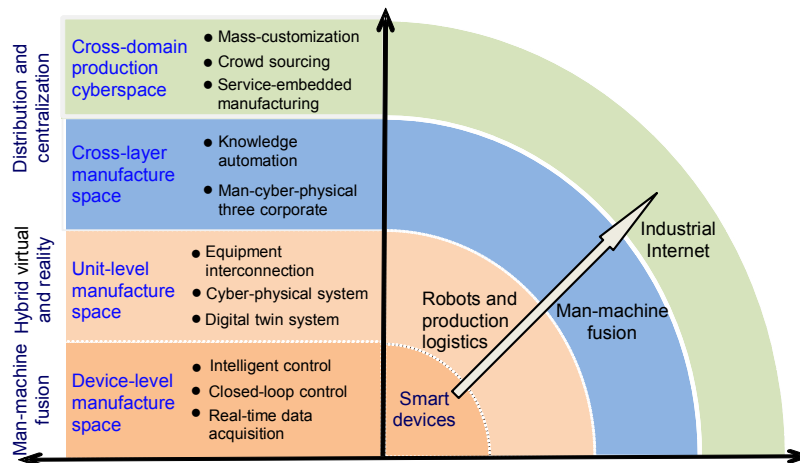 Distribution and
centralization
Cross-domain
production
cyberspace
● Mass-customization
● Crowd sourcing
● Service-embedded
manufacturing
Cross-layer
manufacture
space
● Knowledge
automation
● Man-cyber-physical
three corporate
Hybrid virtual
and reality
Unit-level
manufacture
space
● Equipment
interconnection
● Cyber-physical system
● Digital twin system
Man-machine
fusion
Device-level
manufacture
space
● Intelligent control
● Closed-loop control
● Real-time data
acquisition
Industrial
Internet
Man-machine
fusion
Robots and
production
logistics
Smart
devices